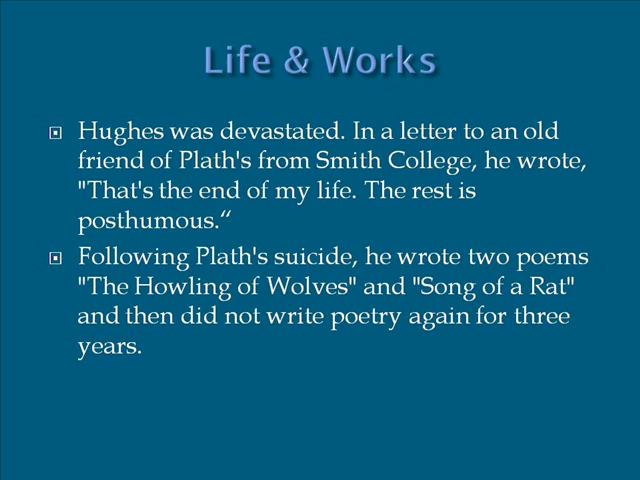 Life & Works
Hughes was devastated. In a letter to an old
friend of Plath's from Smith College, he wrote,
"That's the end of my life. The rest is
posthumous.“
Following Plath's suicide, he wrote two poems
"The Howling of Wolves" and "Song of a Rat"
and then did not write poetry again for three
years.